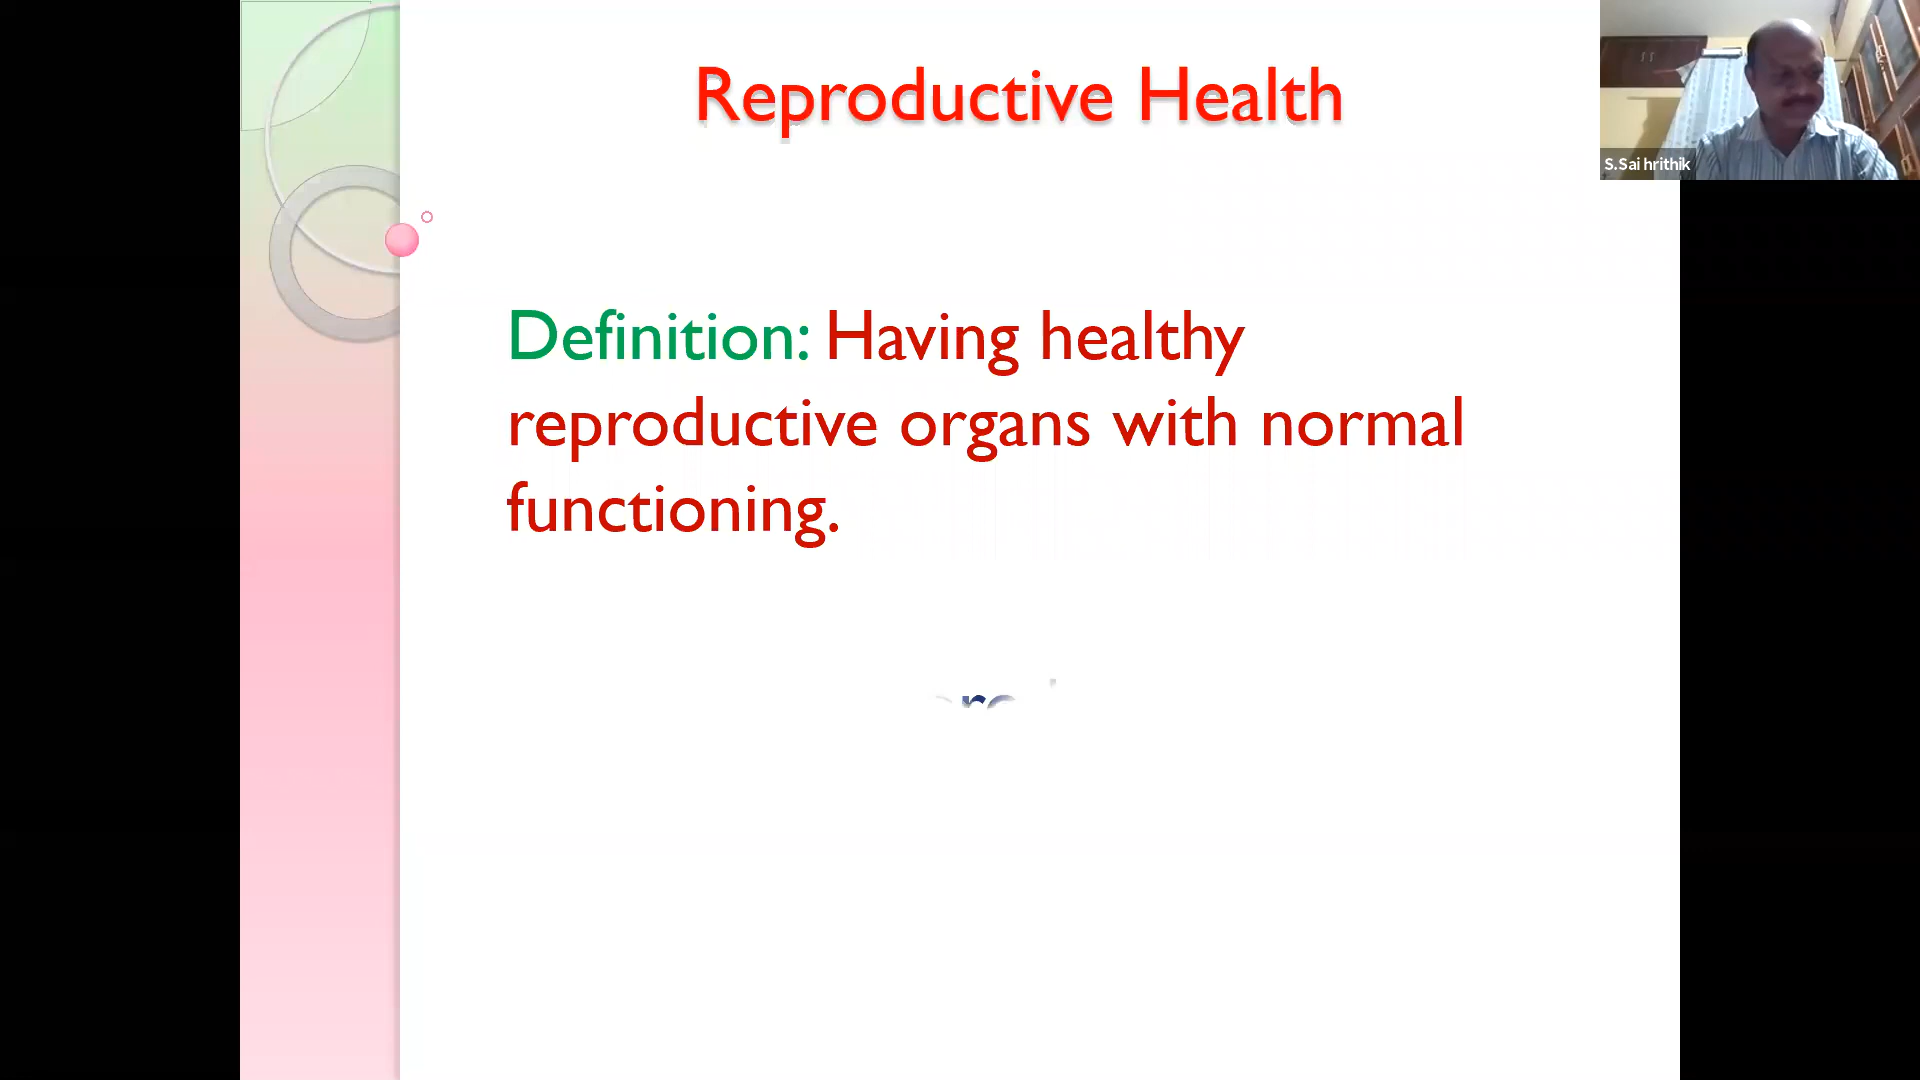 Reproductive Health
S.Sai hrithik
Definition: Having healthy
reproductive organs with normal
functioning.